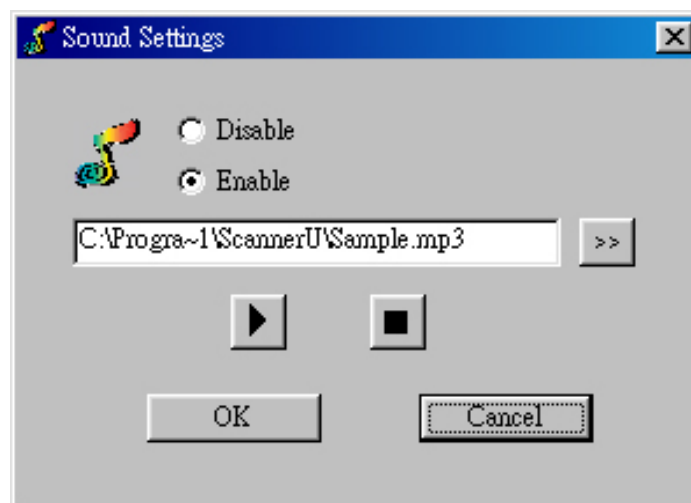 Sound Settings
Disable
Enable
C:\Progra~1\ScannerU\Sample.mp3
>>
OK
Cancel